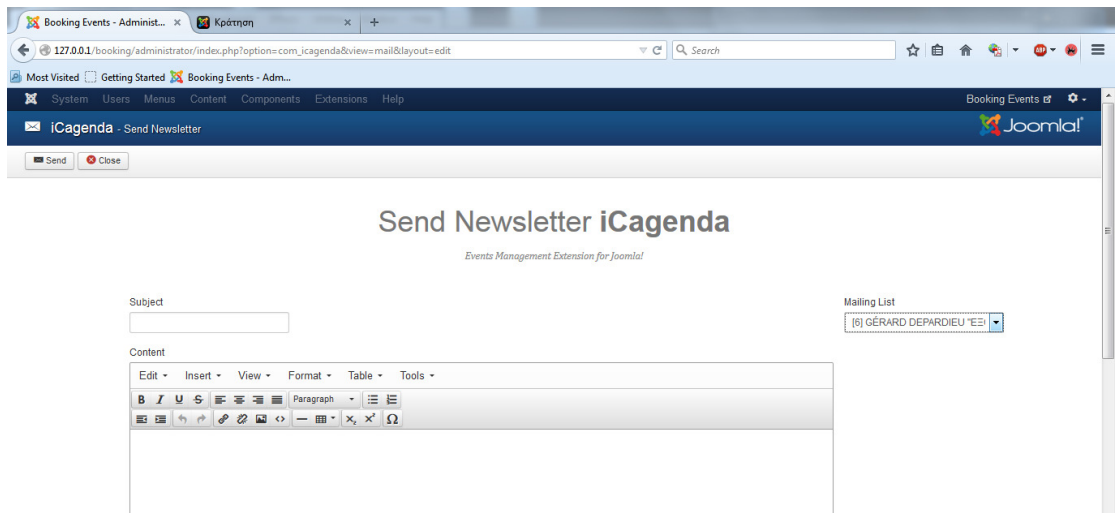 Booking Events - Administ... × Κράτηση × +
127.0.0.1/booking/administrator/index.php?option=com_icagenda&view=mail&layout=edit Search
Most Visited Getting Started Booking Events - Adm...
System Users Menus Content Components Extensions Help Booking Events
iCagenda - Send Newsletter Joomla!
Send Close
Send Newsletter iCagenda
Events Management Extension for Joomla!
Subject Mailing List
[6] GÉRARD DEPARDIEU "ΕΞ
Content
Edit Insert View Format Table Tools
B I U S Paragraph
x₂ x² Ω